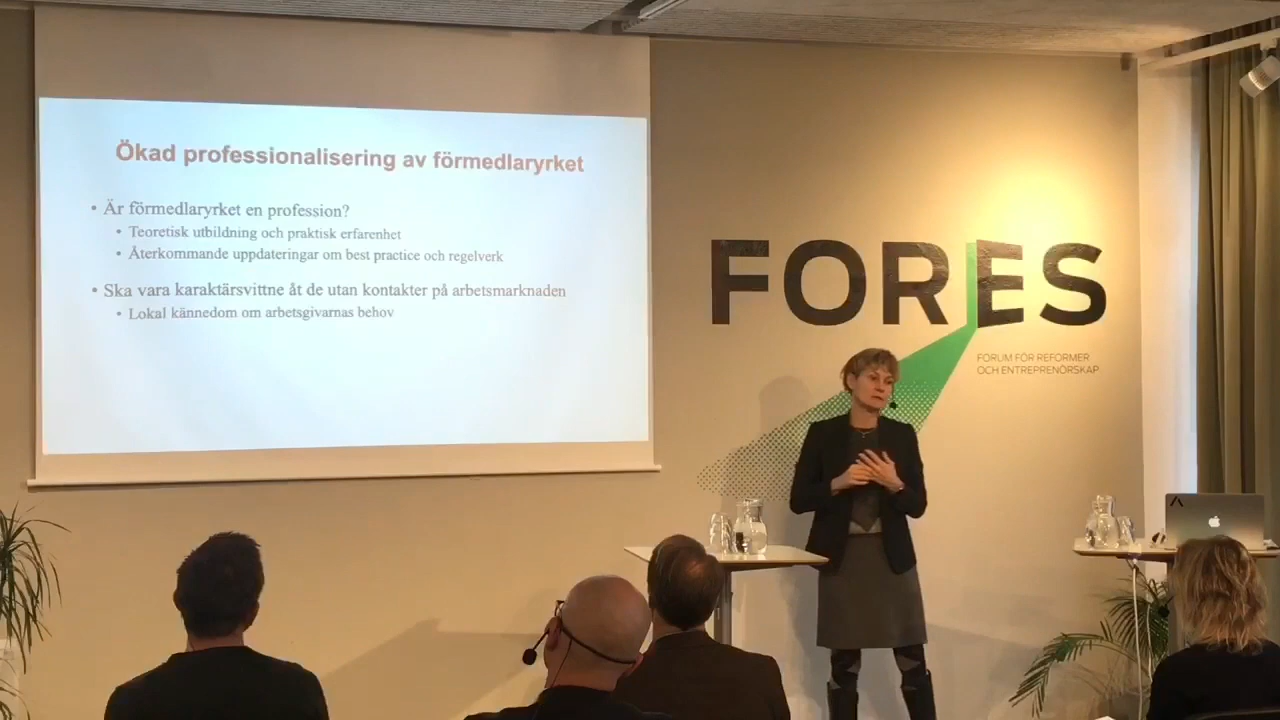 Ökad professionalisering av förmedlaryrket
• Är förmedlaryrket en profession?
• Teoretisk utbildning och praktisk erfarenhet
• Återkommande uppdateringar om best practice och regelverk
• Ska vara karaktärsvittne åt de utan kontakter på arbetsmarknaden
• Lokal kännedom om arbetsgivarnas behov
FORES
FORUM FÖR REFORMER
OCH ENTREPRENÖRSKAP